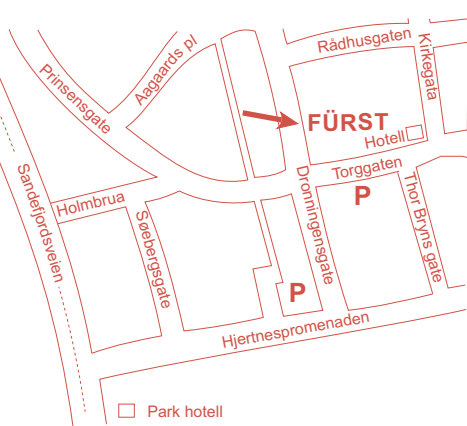 Rådhusgaten
Kirkegata
Aagaards pl
Prinsensgate
FÜRST
Hotell
Torggaten
P
Thor Bryns gate
Dronningensgate
Sandefjordsveien
Holmbrua
Søebergsgate
P
Hjertnespromenaden
Park hotell